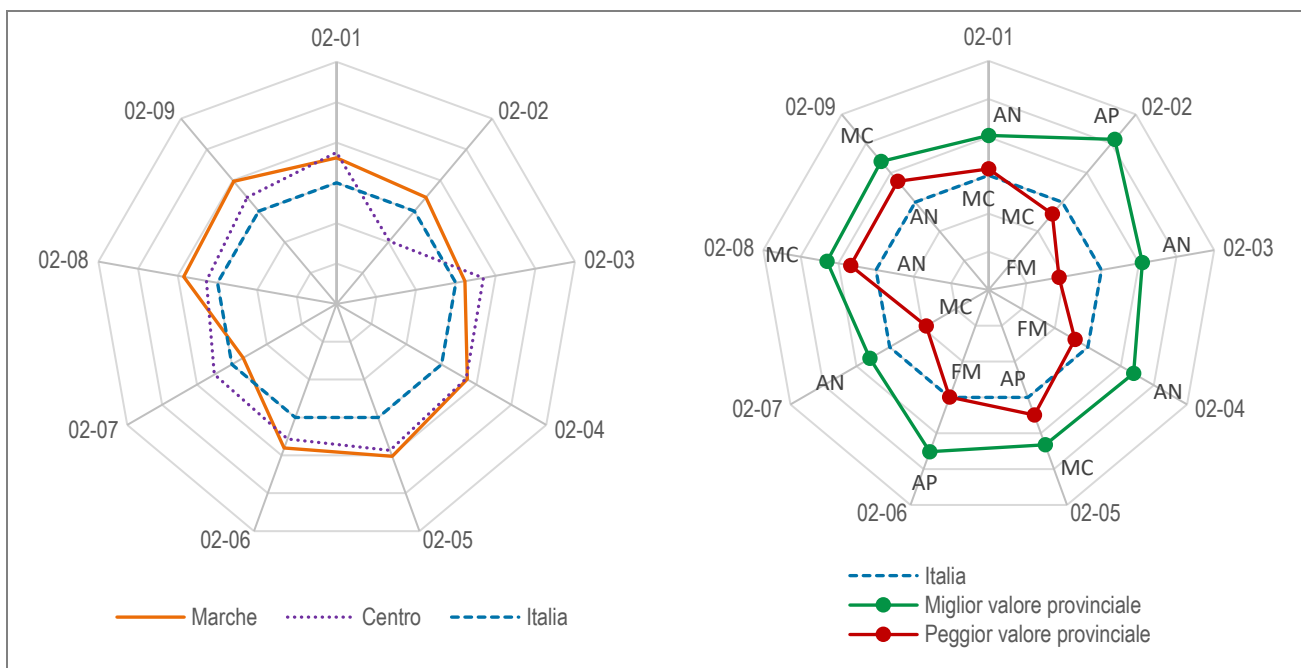 02-01
02-02
02-03
02-04
02-05
02-06
02-07
02-08
02-09
Marche
Centro
Italia
02-01
02-02
02-03
02-04
02-05
02-06
02-07
02-08
02-09
AN
AP
AN
AN
MC
AP
AN
MC
MC
MC
MC
FM
FM
AP
FM
MC
AN
AN
Italia
Miglior valore provinciale
Peggior valore provinciale